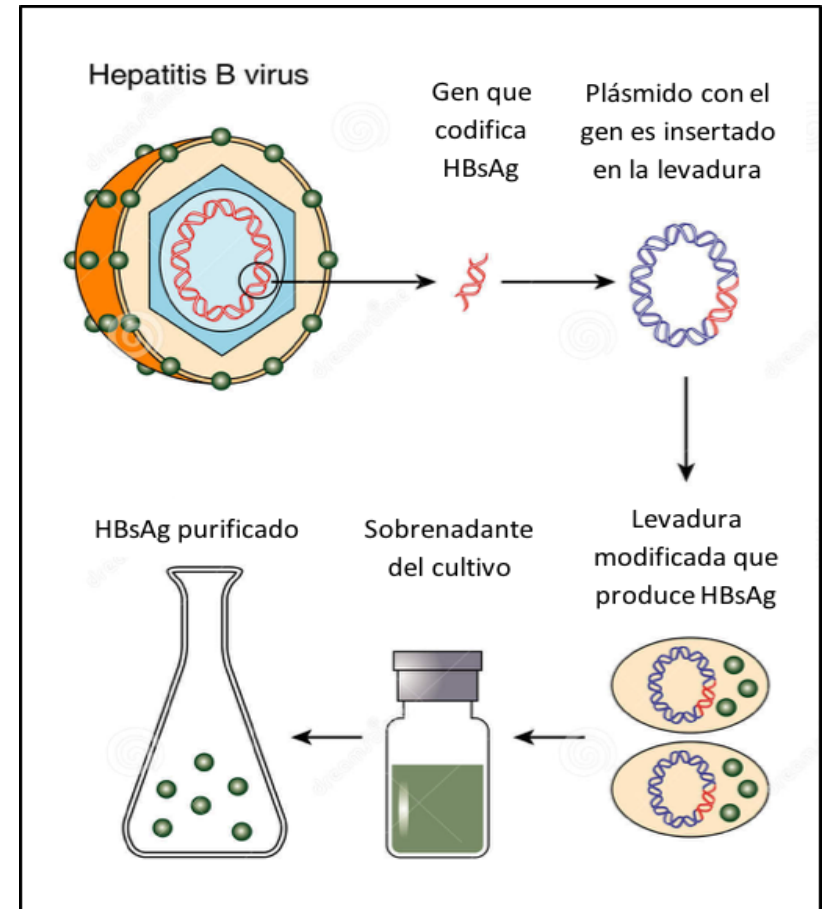 Hepatitis B virus
Gen que
codifica
HBsAg
Plásmido con el
gen es insertado
en la levadura
Levadura
modificada que
produce HBsAg
Sobrenadante
del cultivo
HBsAg purificado